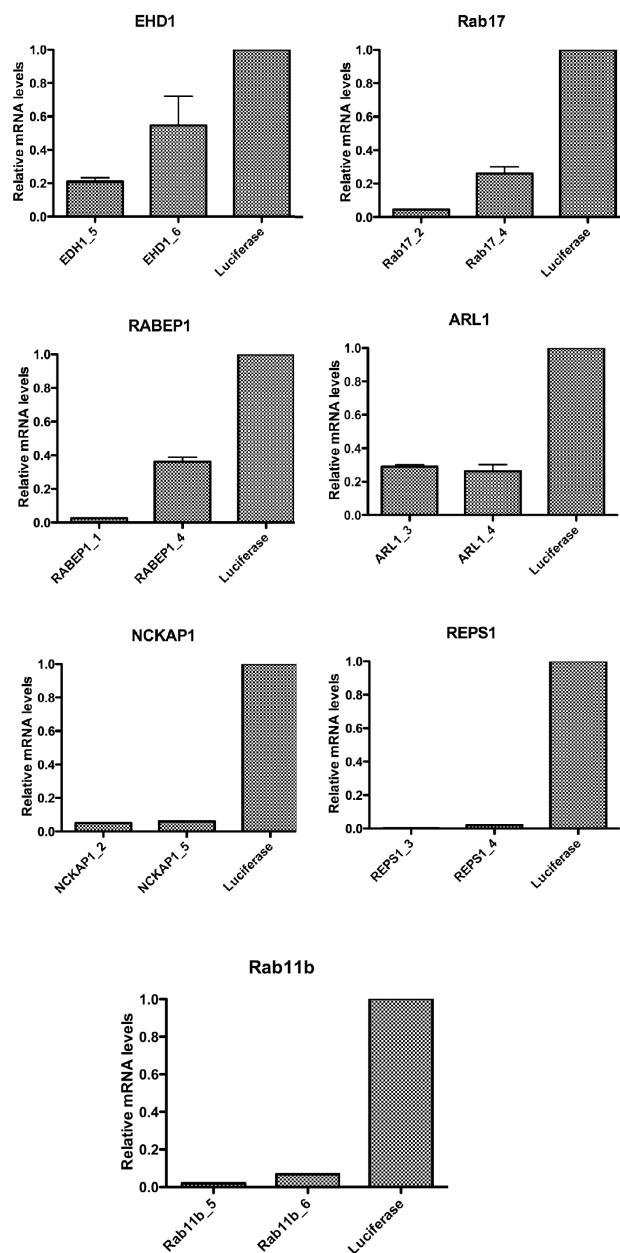 EHD1
Relative mRNA levels
1.0
0.8
0.6
0.4
0.2
0.0
EDH1_5
EHD1_6
Luciferase
Rab17
Relative mRNA levels
1.0
0.8
0.6
0.4
0.2
0.0
Rab17_2
Rab17_4
Luciferase
RABEP1
Relative mRNA levels
1.0
0.8
0.6
0.4
0.2
0.0
RABEP1_1
RABEP1_4
Luciferase
ARL1
Relative mRNA levels
1.0
0.8
0.6
0.4
0.2
0.0
ARL1_3
ARL1_4
Luciferase
NCKAP1
Relative mRNA levels
1.0
0.8
0.6
0.4
0.2
0.0
NCKAP1_2
NCKAP1_5
Luciferase
REPS1
Relative mRNA levels
1.0
0.8
0.6
0.4
0.2
0.0
REPS1_3
REPS1_4
Luciferase
Rab11b
Relative mRNA levels
1.0
0.8
0.6
0.4
0.2
0.0
Rab11b_5
Rab11b_6
Luciferase